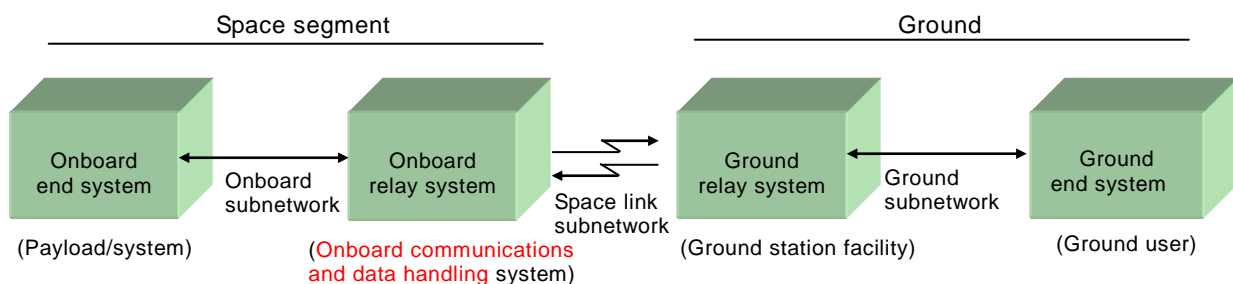 Space segment
Ground
Onboard
end system
Onboard
subnetwork
Onboard
relay system
Space link
subnetwork
Ground
relay system
Ground
subnetwork
Ground
end system
(Payload/system)
(Onboard communications
and data handling system)
(Ground station facility)
(Ground user)